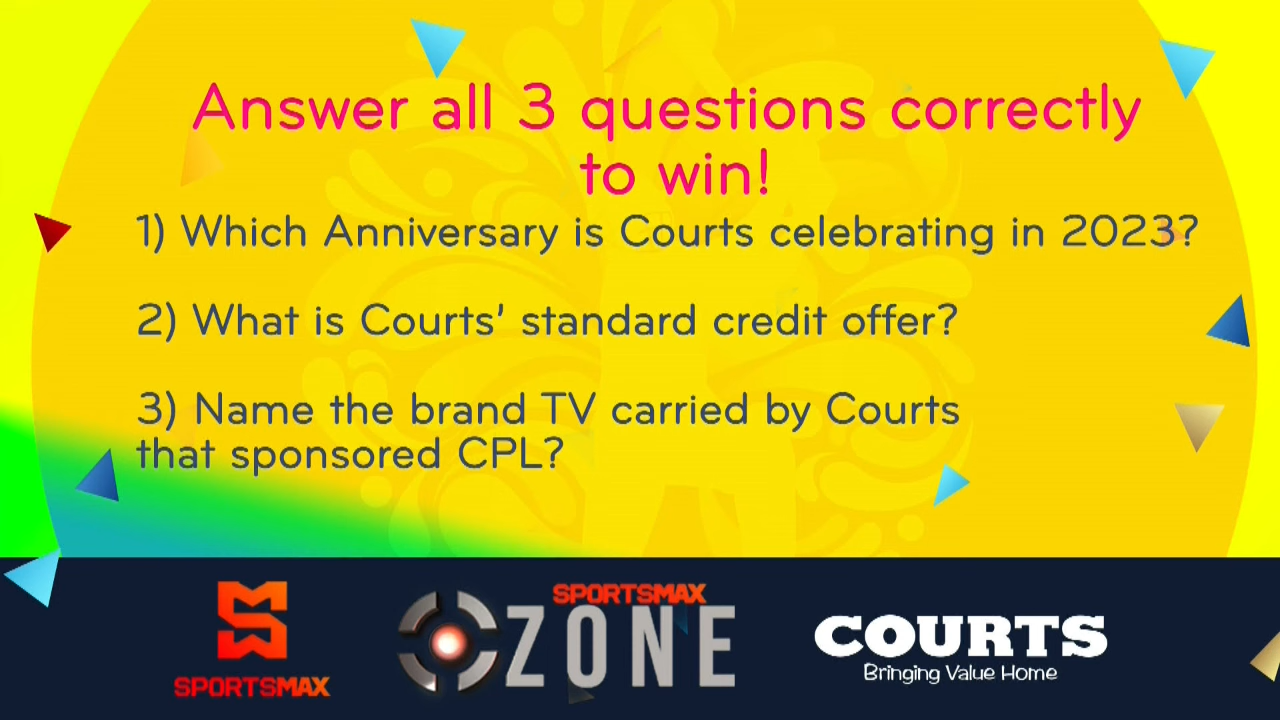 Answer all 3 questions correctly
to win!
1) Which Anniversary is Courts celebrating in 2023?
2) What is Courts' standard credit offer?
3) Name the brand TV carried by Courts
that sponsored CPL?
SPORTSMAX
SPORTSMAX
ZONE
COURTS
Bringing Value Home